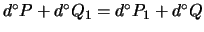 d°P + d°Q₁ = d°P₁ + d°Q